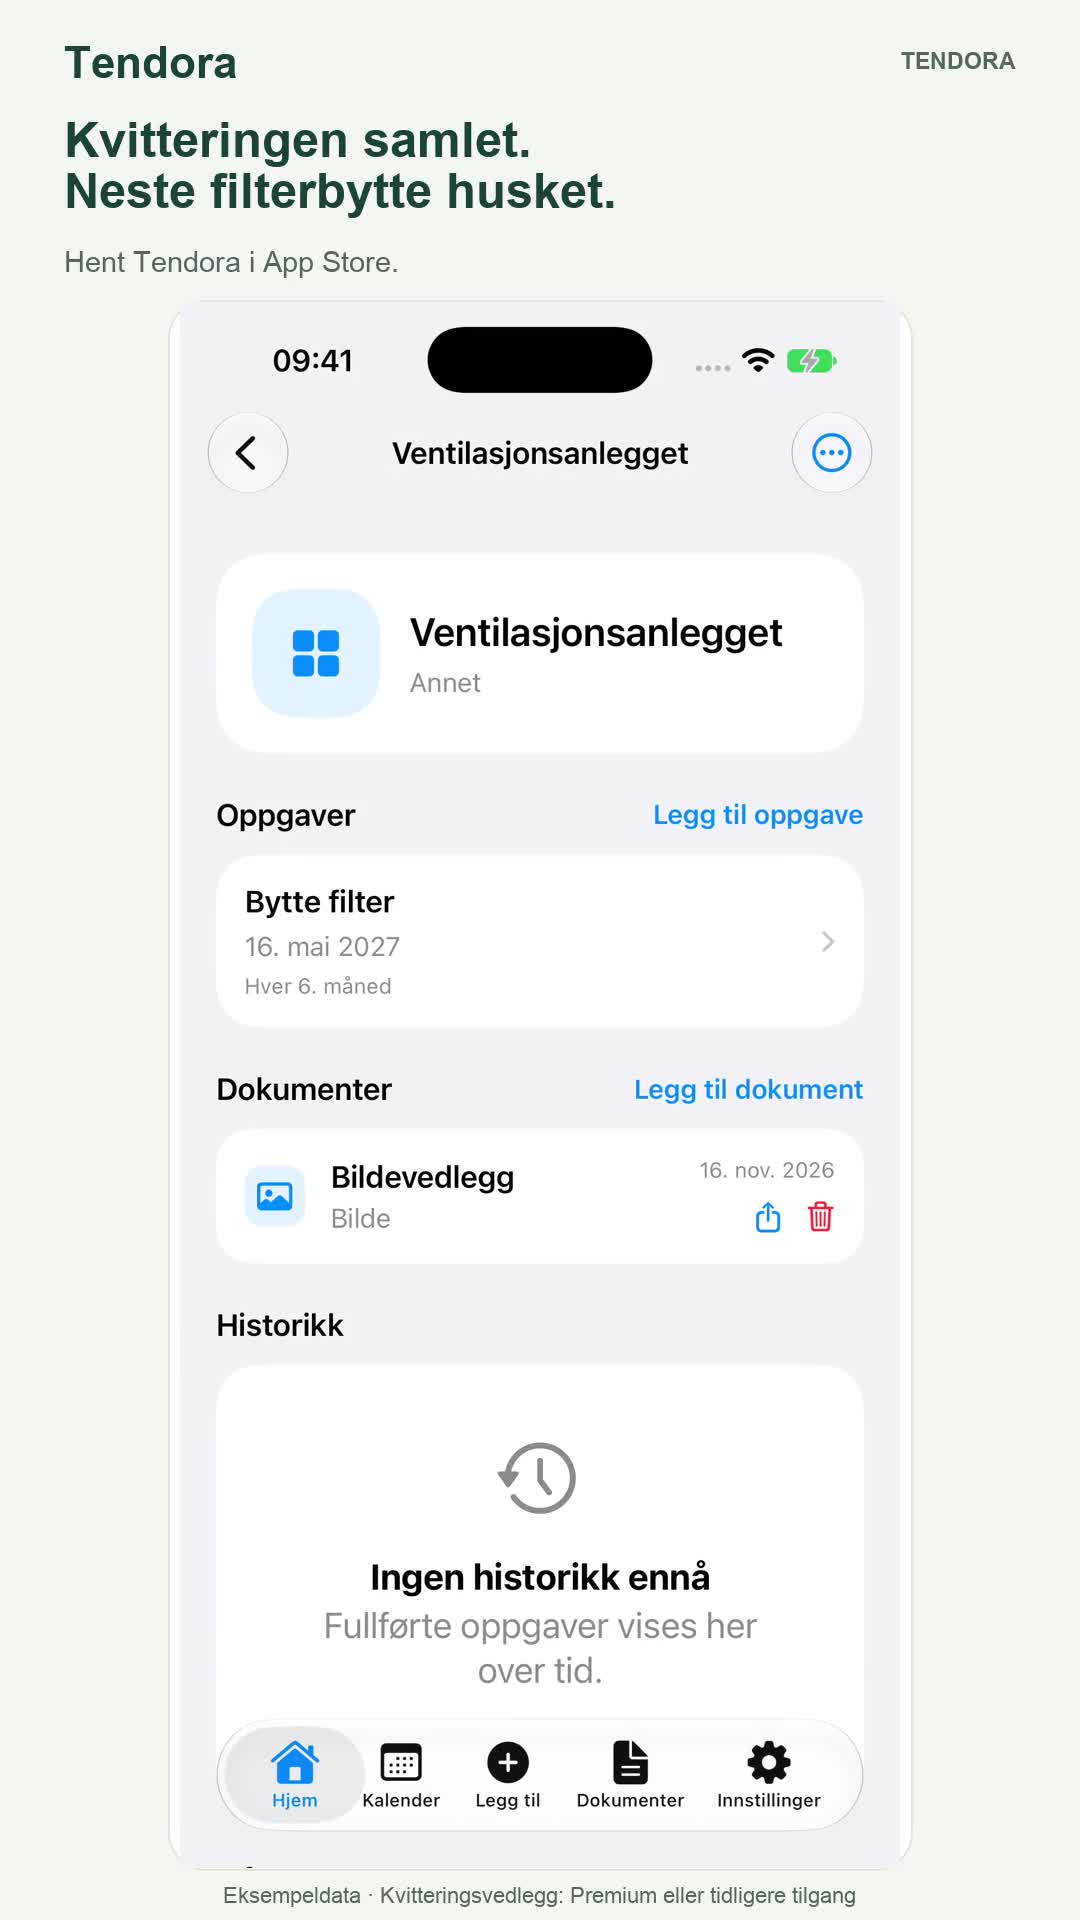 Tendora
TENDORA
Kvitteringen samlet.
Neste filterbytte husket.
Hent Tendora i App Store.
09:41
Ventilasjonsanlegget
Ventilasjonsanlegget
Annet
Oppgaver
Legg til oppgave
Bytte filter
16. mai 2027
Hver 6. måned
Dokumenter
Legg til dokument
Bildevedlegg
16. nov. 2026
Bilde
Historikk
Ingen historikk ennå
Fullførte oppgaver vises her
over tid.
Hjem
Kalender
Legg til
Dokumenter
Innstillinger
Eksempeldata · Kvitteringsvedlegg: Premium eller tidligere tilgang